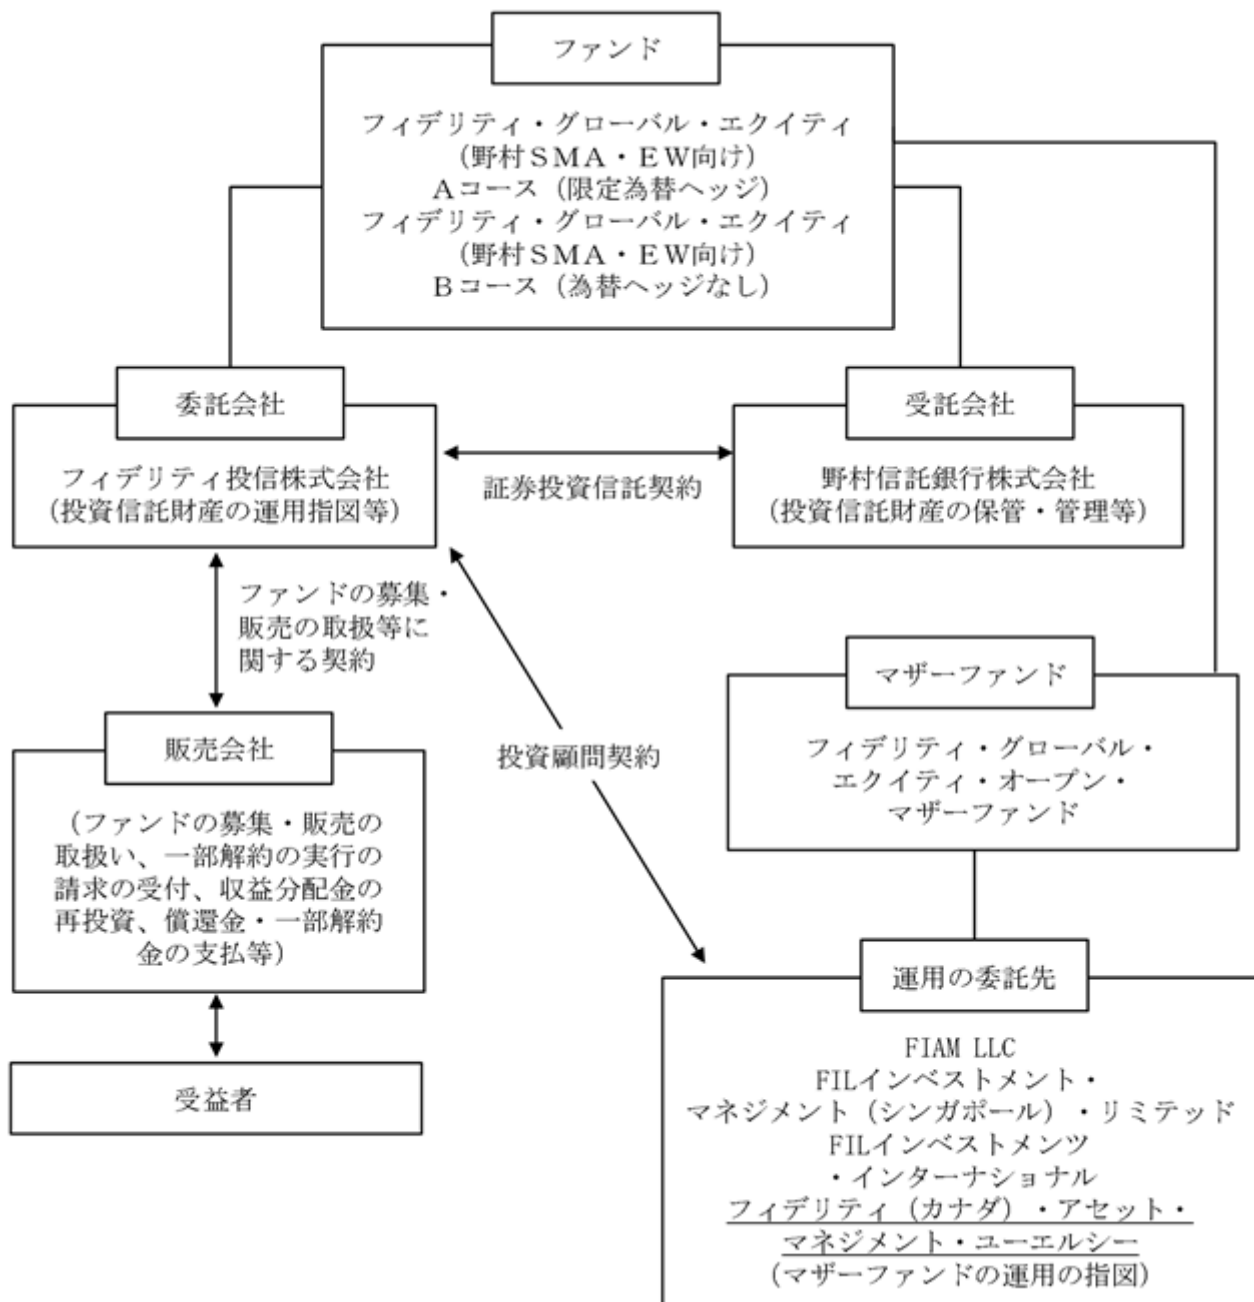 ファンド
フィデリティ・グローバル・エクイティ
（野村ＳＭＡ・ＥＷ向け）
Ａコース（限定為替ヘッジ）
フィデリティ・グローバル・エクイティ
（野村ＳＭＡ・ＥＷ向け）
Ｂコース（為替ヘッジなし）
委託会社
フィデリティ投信株式会社
（投資信託財産の運用指図等）
証券投資信託契約
受託会社
野村信託銀行株式会社
（投資信託財産の保管・管理等）
ファンドの募集・
販売の取扱等に
関する契約
投資顧問契約
マザーファンド
フィデリティ・グローバル・
エクイティ・オープン・
マザーファンド
販売会社
（ファンドの募集・販売の
取扱い、一部解約の実行の
請求の受付、収益分配金の
再投資、償還金・一部解約
金の支払等）
受益者
運用の委託先
FIAM LLC
FILインベストメント・
マネジメント（シンガポール）・リミテッド
FILインベストメンツ
・インターナショナル
フィデリティ（カナダ）・アセット・
マネジメント・ユーエルシー
（マザーファンドの運用の指図）